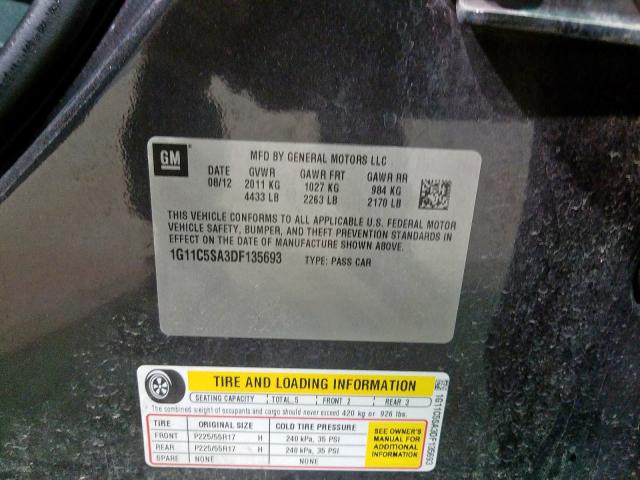 GM
MFD BY GENERAL MOTORS LLC
DATE GVWR GAWR FRT GAWR RR
08/12 2011 KG 1027 KG 984 KG
4433 LB 2263 LB 2170 LB
THIS VEHICLE CONFORMS TO ALL APPLICABLE U.S. FEDERAL MOTOR
VEHICLE SAFETY, BUMPER, AND THEFT PREVENTION STANDARDS IN
EFFECT ON THE DATE OF MANUFACTURE SHOWN ABOVE.
1G11C5SA3DF135693 TYPE: PASS CAR
TIRE AND LOADING INFORMATION
SEATING CAPACITY TOTAL 5 FRONT 2 REAR 3
The combined weight of occupants and cargo should never exceed 420 kg or 926 lbs.
TIRE ORIGINAL SIZE COLD TIRE PRESSURE
FRONT P225/55R17 H 240 kPa, 35 PSI
REAR P225/55R17 H 240 kPa, 35 PSI
SPARE NONE NONE
SEE OWNER'S
MANUAL FOR
ADDITIONAL
INFORMATION
1G11C5SA3DF135693